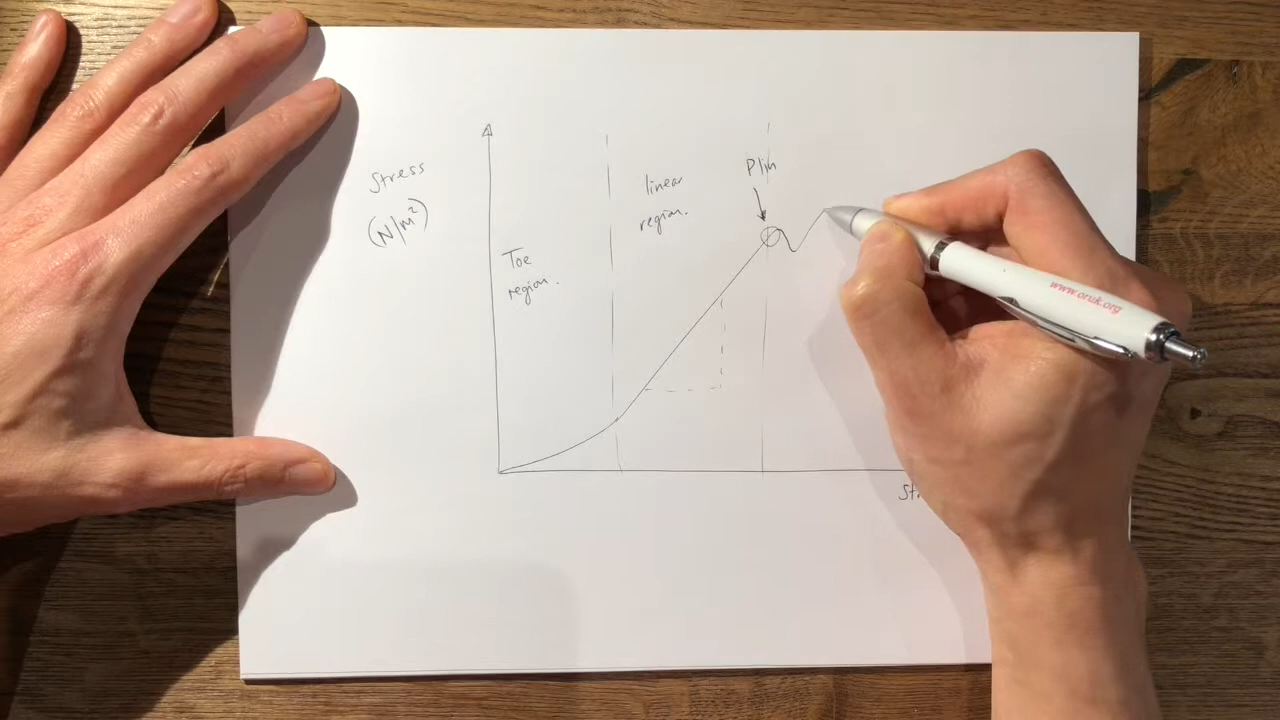 Stress
(N/m²)
Toe
region.
linear
region.
Plin
www.oruk.org